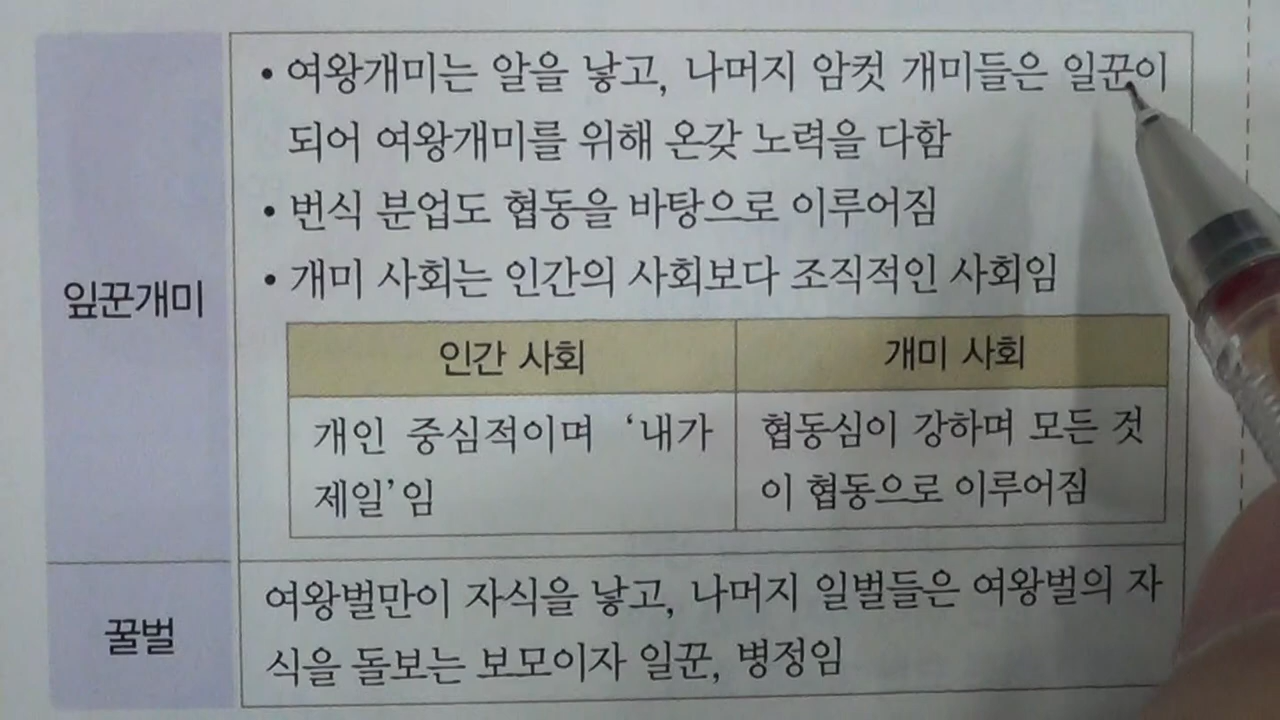 • 여왕개미는 알을 낳고, 나머지 암컷 개미들은 일꾼이
되어 여왕개미를 위해 온갖 노력을 다함
• 번식 분업도 협동을 바탕으로 이루어짐
• 개미 사회는 인간의 사회보다 조직적인 사회임
잎꾼개미
인간 사회
개미 사회
개인 중심적이며 ‘내가
제일’임
협동심이 강하며 모든 것
이 협동으로 이루어짐
꿀벌
여왕벌만이 자식을 낳고, 나머지 일벌들은 여왕벌의 자
식을 돌보는 보모이자 일꾼, 병정임